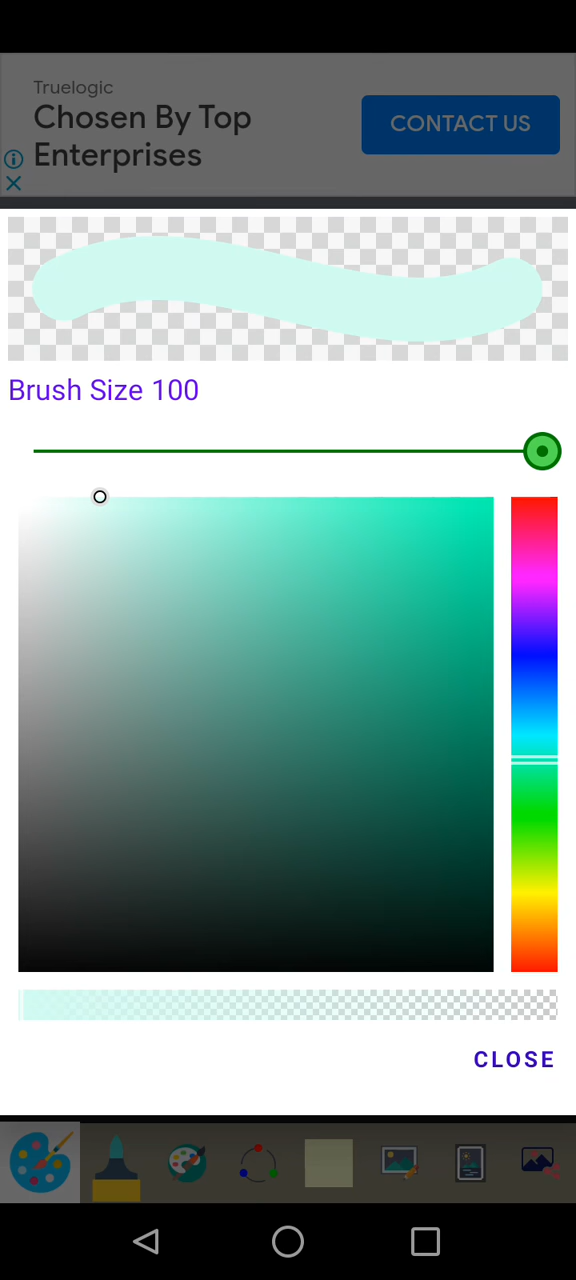 Truelogic
Chosen By Top
Enterprises
CONTACT US
Brush Size 100
CLOSE